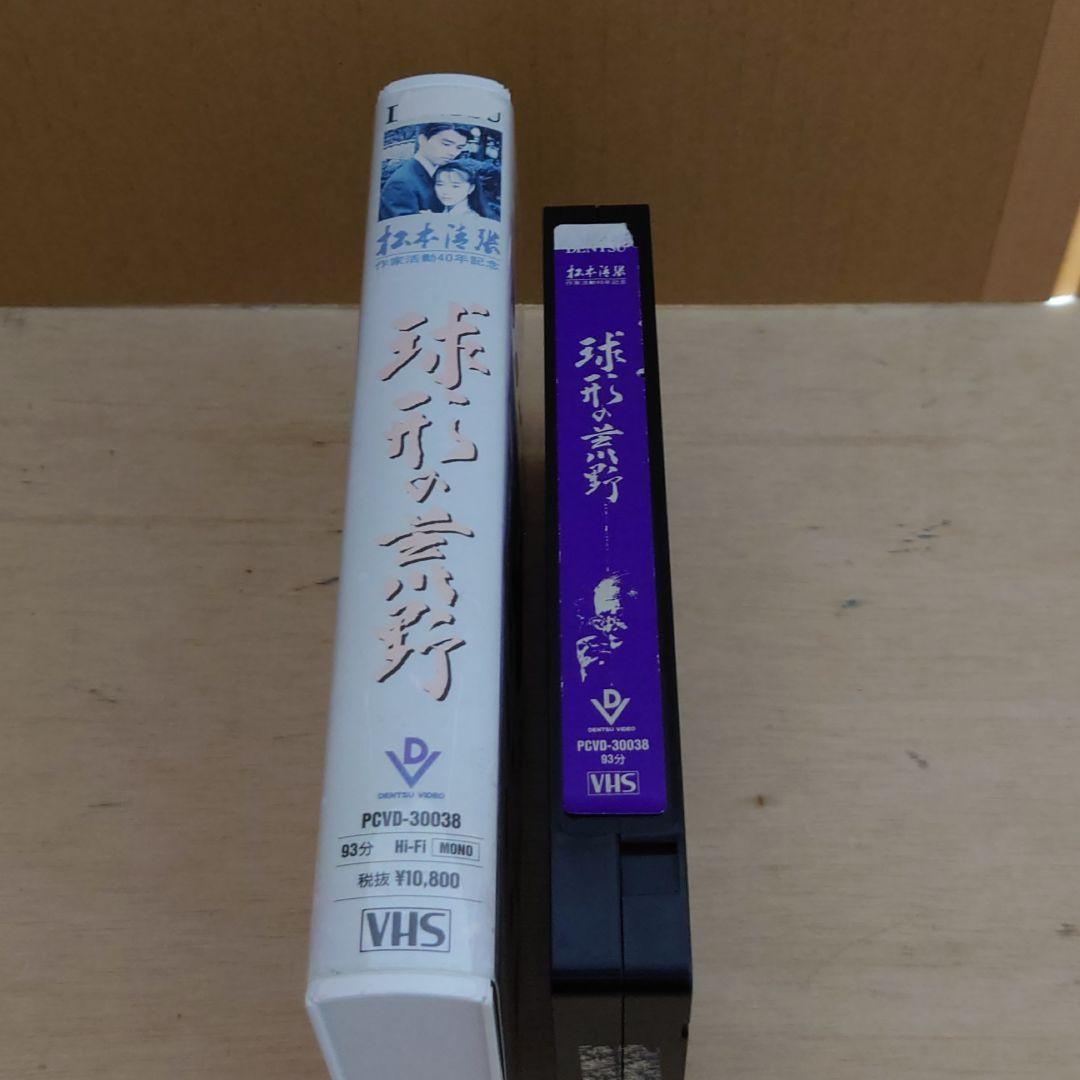 松本清張
作家活動40年記念
球形の荒野
DV
DENTSU VIDEO
PCVD-30038
93分 Hi-Fi MONO
税抜 ¥10,800
VHS
DENTSU
松本清張
作家活動40年記念
球形の荒野
DV
DENTSU VIDEO
PCVD-30038
93分
VHS